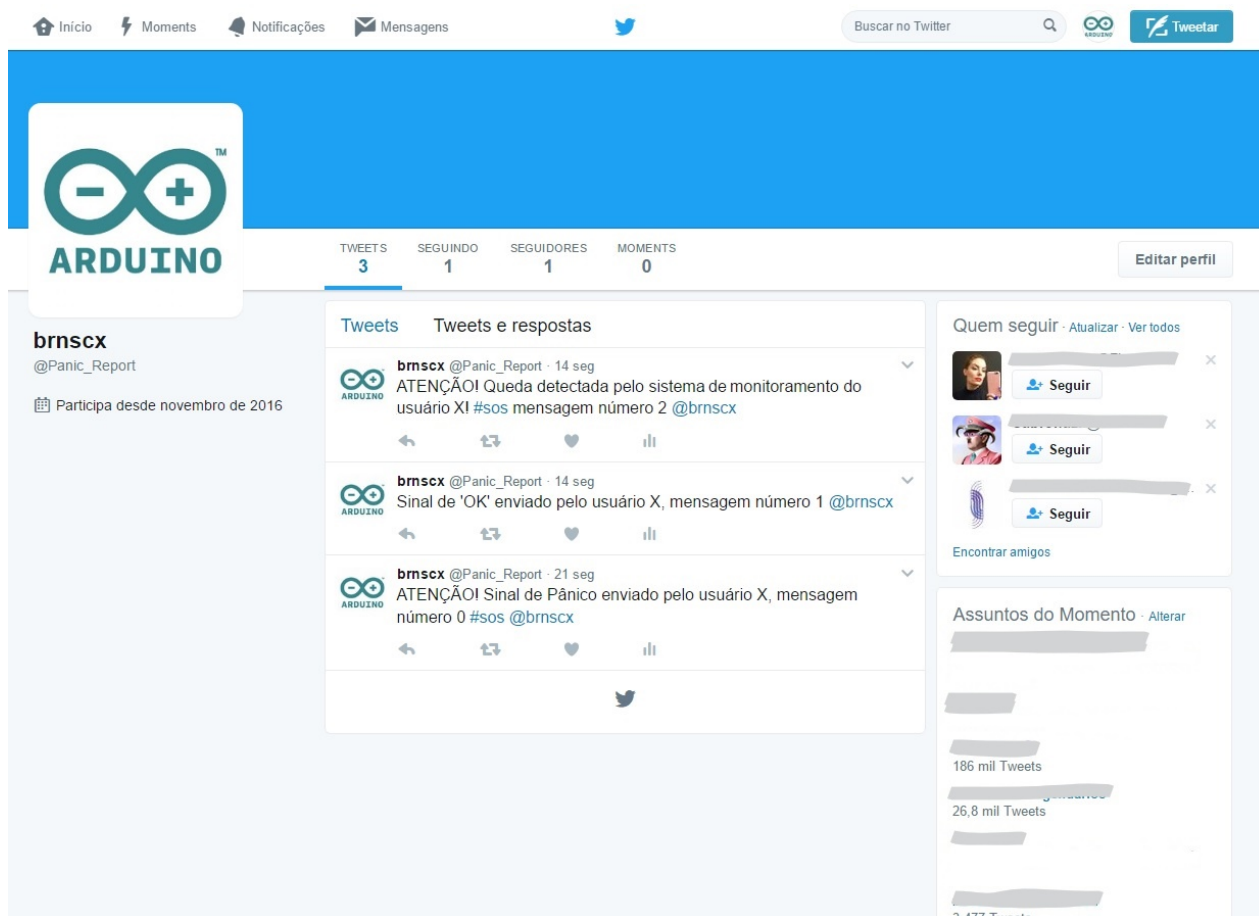 Início Moments Notificações Mensagens Buscar no Twitter ARDUINO Tweetar
TM
ARDUINO
TWEETS SEGUINDO SEGUIDORES MOMENTS
3 1 1 0
Editar perfil
brnscx
@Panic_Report
Participa desde novembro de 2016
Tweets Tweets e respostas
ARDUINO
brnscx @Panic_Report · 14 seg
ATENÇÃO! Queda detectada pelo sistema de monitoramento do
usuário X! #sos mensagem número 2 @brnscx
ARDUINO
brnscx @Panic_Report · 14 seg
Sinal de 'OK' enviado pelo usuário X, mensagem número 1 @brnscx
ARDUINO
brnscx @Panic_Report · 21 seg
ATENÇÃO! Sinal de Pânico enviado pelo usuário X, mensagem
número 0 #sos @brnscx
Quem seguir · Atualizar · Ver todos
Seguir
Seguir
Seguir
Encontrar amigos
Assuntos do Momento · Alterar
186 mil Tweets
26,8 mil Tweets